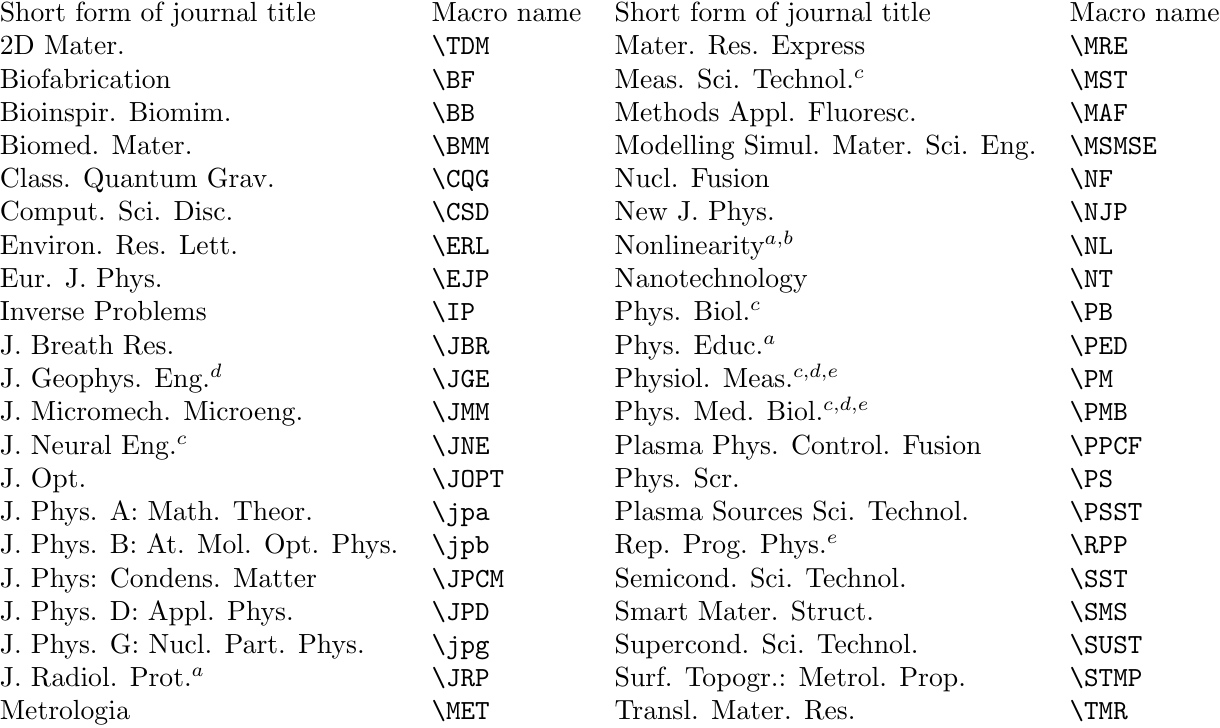 Short form of journal title Macro name Short form of journal title Macro name
2D Mater. \TDM Mater. Res. Express \MRE
Biofabrication \BF Meas. Sci. Technol.c \MST
Bioinspir. Biomim. \BB Methods Appl. Fluoresc. \MAF
Biomed. Mater. \BMM Modelling Simul. Mater. Sci. Eng. \MSMSE
Class. Quantum Grav. \CQG Nucl. Fusion \NF
Comput. Sci. Disc. \CSD New J. Phys. \NJP
Environ. Res. Lett. \ERL Nonlinearitya,b \NL
Eur. J. Phys. \EJP Nanotechnology \NT
Inverse Problems \IP Phys. Biol.c \PB
J. Breath Res. \JBR Phys. Educ.a \PED
J. Geophys. Eng.d \JGE Physiol. Meas.c,d,e \PM
J. Micromech. Microeng. \JMM Phys. Med. Biol.c,d,e \PMB
J. Neural Eng.c \JNE Plasma Phys. Control. Fusion \PPCF
J. Opt. \JOPT Phys. Scr. \PS
J. Phys. A: Math. Theor. \jpa Plasma Sources Sci. Technol. \PSST
J. Phys. B: At. Mol. Opt. Phys. \jpb Rep. Prog. Phys.e \RPP
J. Phys: Condens. Matter \JPCM Semicond. Sci. Technol. \SST
J. Phys. D: Appl. Phys. \JPD Smart Mater. Struct. \SMS
J. Phys. G: Nucl. Part. Phys. \jpg Supercond. Sci. Technol. \SUST
J. Radiol. Prot.a \JRP Surf. Topogr.: Metrol. Prop. \STMP
Metrologia \MET Transl. Mater. Res. \TMR